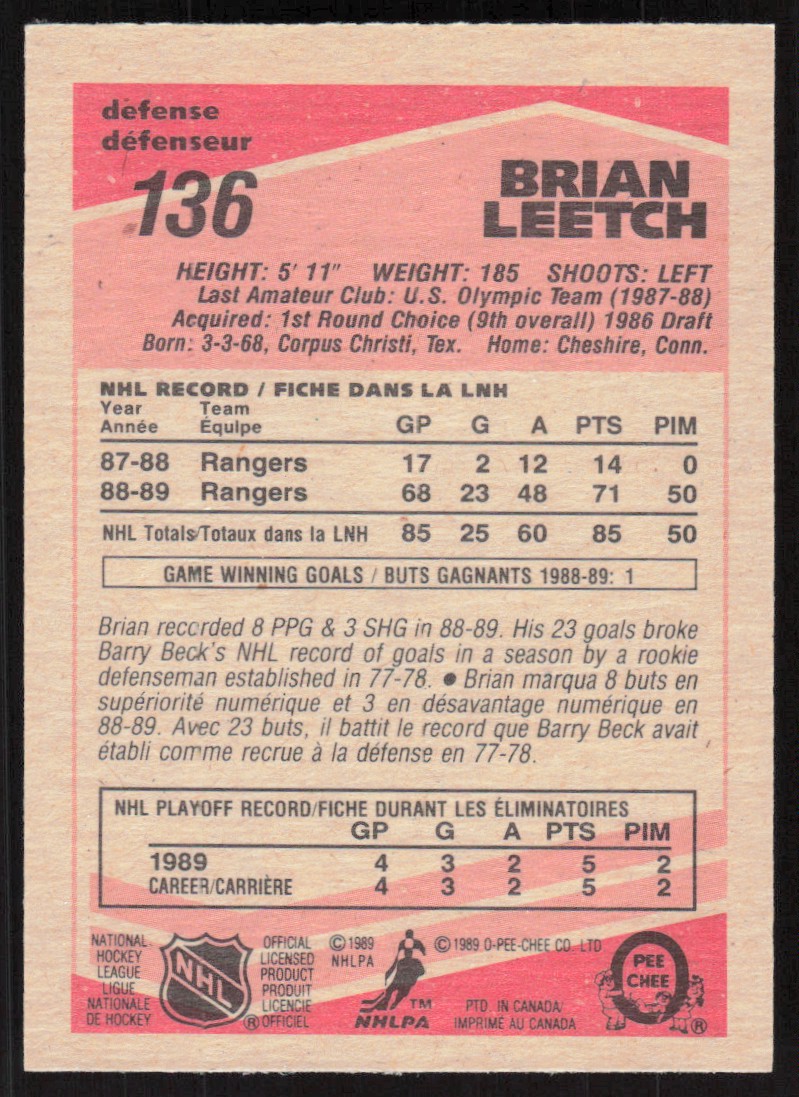 defense
défenseur
136
BRIAN
LEETCH
HEIGHT: 5' 11" WEIGHT: 185 SHOOTS: LEFT
Last Amateur Club: U.S. Olympic Team (1987-88)
Acquired: 1st Round Choice (9th overall) 1986 Draft
Born: 3-3-68, Corpus Christi, Tex. Home: Cheshire, Conn.
NHL RECORD / FICHE DANS LA LNH
Year Team
Année Équipe GP G A PTS PIM
87-88 Rangers 17 2 12 14 0
88-89 Rangers 68 23 48 71 50
NHL Totals/Totaux dans la LNH 85 25 60 85 50
GAME WINNING GOALS / BUTS GAGNANTS 1988-89: 1
Brian recorded 8 PPG & 3 SHG in 88-89. His 23 goals broke
Barry Beck's NHL record of goals in a season by a rookie
defenseman established in 77-78. ● Brian marqua 8 buts en
supériorité numérique et 3 en désavantage numérique en
88-89. Avec 23 buts, il battit le record que Barry Beck avait
établi comme recrue à la défense en 77-78.
NHL PLAYOFF RECORD/FICHE DURANT LES ÉLIMINATOIRES
GP G A PTS PIM
1989 4 3 2 5 2
CAREER/CARRIÈRE 4 3 2 5 2
NATIONAL
HOCKEY
LEAGUE
LIGUE
NATIONALE
DE HOCKEY
NHL
OFFICIAL
LICENSED
PRODUCT
PRODUIT
LICENCIE
® OFFICIEL
© 1989
NHLPA
TM
NHLPA
© 1989 O-PEE-CHEE CO. LTD
PTD. IN CANADA/
IMPRIMÉ AU CANADA
PEE
CHEE
®